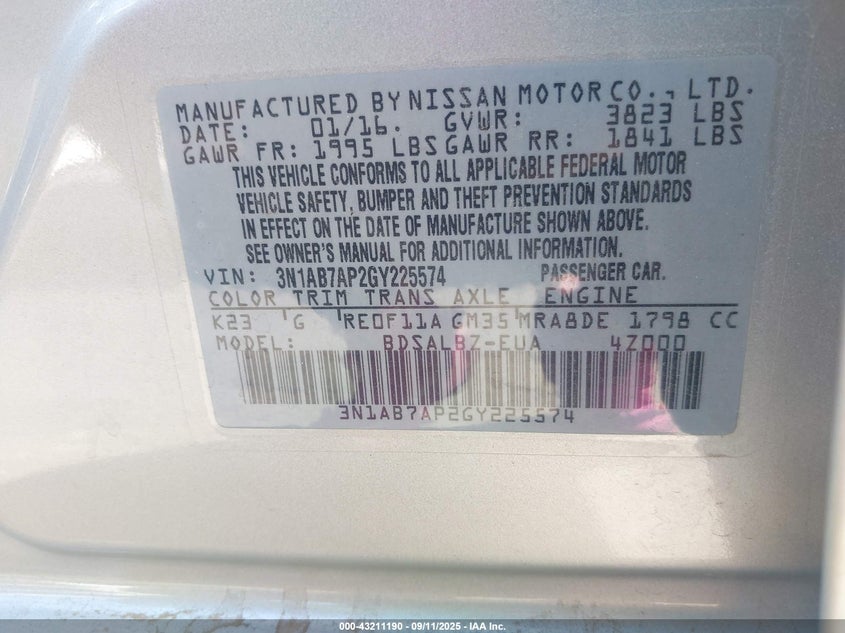 MANUFACTURED BY NISSAN MOTOR CO., LTD.
DATE: 01/16. GVWR: 3823 LBS
GAWR FR: 1995 LBS GAWR RR: 1841 LBS
THIS VEHICLE CONFORMS TO ALL APPLICABLE FEDERAL MOTOR
VEHICLE SAFETY, BUMPER AND THEFT PREVENTION STANDARDS
IN EFFECT ON THE DATE OF MANUFACTURE SHOWN ABOVE.
SEE OWNER'S MANUAL FOR ADDITIONAL INFORMATION.
VIN: 3N1AB7AP2GY225574 PASSENGER CAR.
COLOR TRIM TRANS AXLE ENGINE
K23 G RE0F11A GM35 MRA8DE 1798 CC
MODEL: BDSALBZ-EUA 4Z000
3N1AB7AP2GY225574
000-43211190 - 09/11/2025 - IAA Inc.